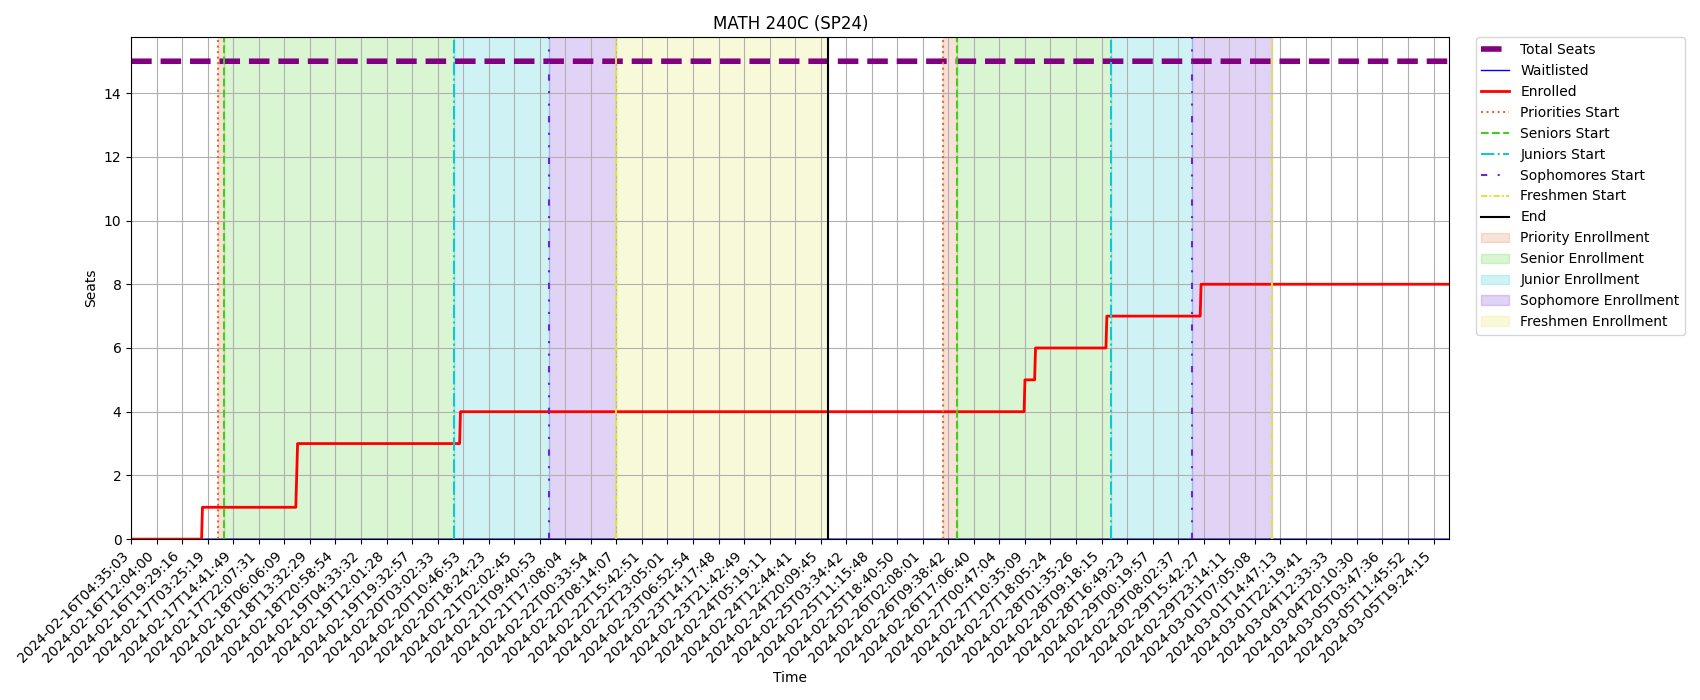 MATH 240C (SP24)
Seats
14
12
10
8
6
4
2
0
2024-02-16T04:35:03
2024-02-16T12:04:00
2024-02-16T19:29:16
2024-02-17T03:25:19
2024-02-17T14:41:49
2024-02-17T22:07:31
2024-02-18T06:06:09
2024-02-18T13:32:29
2024-02-18T20:58:54
2024-02-19T04:33:32
2024-02-19T12:01:28
2024-02-19T19:32:57
2024-02-20T03:02:33
2024-02-20T10:46:53
2024-02-20T18:24:23
2024-02-21T02:02:45
2024-02-21T09:40:53
2024-02-21T17:08:04
2024-02-22T00:33:54
2024-02-22T08:14:07
2024-02-22T15:42:51
2024-02-22T23:05:01
2024-02-23T06:52:54
2024-02-23T14:17:48
2024-02-23T21:42:49
2024-02-24T05:19:11
2024-02-24T12:44:41
2024-02-24T20:09:45
2024-02-25T03:34:42
2024-02-25T11:15:48
2024-02-25T18:40:50
2024-02-26T02:08:01
2024-02-26T09:38:42
2024-02-26T17:06:40
2024-02-27T00:47:04
2024-02-27T10:35:09
2024-02-27T18:05:24
2024-02-28T01:35:26
2024-02-28T09:18:15
2024-02-28T16:49:23
2024-02-29T00:19:57
2024-02-29T08:02:37
2024-02-29T15:42:27
2024-02-29T23:14:11
2024-03-01T07:05:08
2024-03-01T14:47:13
2024-03-01T22:19:41
2024-03-04T12:33:33
2024-03-04T20:10:30
2024-03-05T03:47:36
2024-03-05T11:45:52
2024-03-05T19:24:15
Time
Total Seats
Waitlisted
Enrolled
Priorities Start
Seniors Start
Juniors Start
Sophomores Start
Freshmen Start
End
Priority Enrollment
Senior Enrollment
Junior Enrollment
Sophomore Enrollment
Freshmen Enrollment